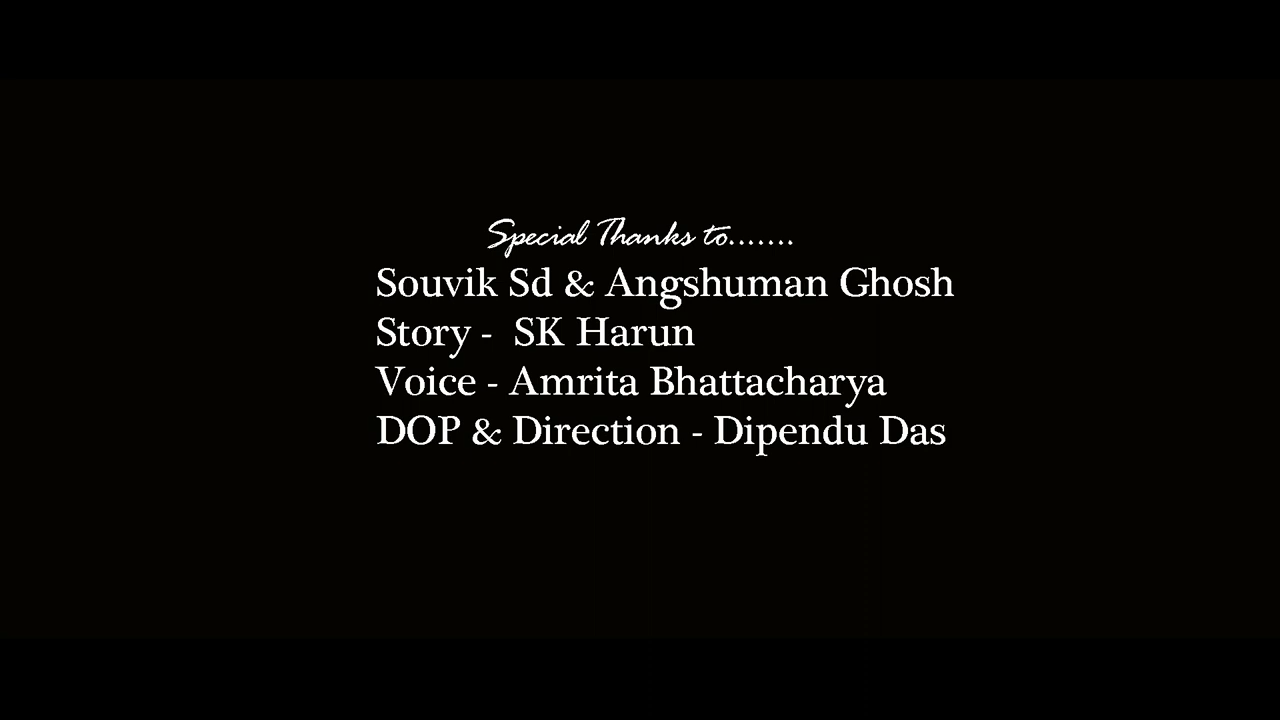 Special Thanks to.......
Souvik Sd & Angshuman Ghosh
Story - SK Harun
Voice - Amrita Bhattacharya
DOP & Direction - Dipendu Das